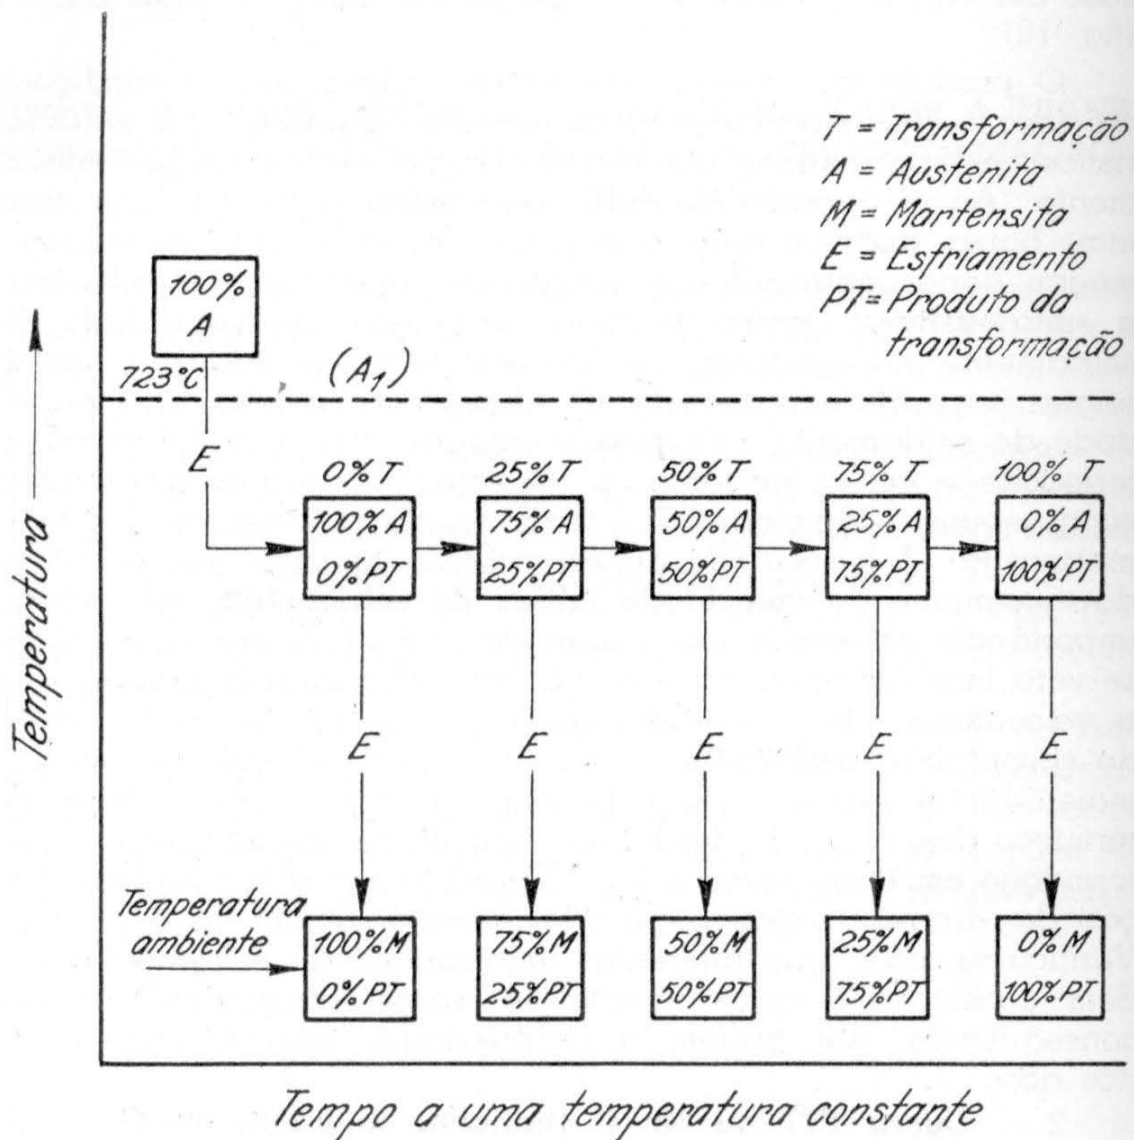 T = Transformação
A = Austenita
M = Martensita
E = Esfriamento
PT = Produto da
transformação
100%
A
723°C
(A₁)
E
0% T
25% T
50% T
75% T
100% T
100% A
0% PT
75% A
25% PT
50% A
50% PT
25% A
75% PT
0% A
100% PT
Temperatura
E
E
E
E
E
Temperatura
ambiente
100% M
0% PT
75% M
25% PT
50% M
50% PT
25% M
75% PT
0% M
100% PT
Tempo a uma temperatura constante